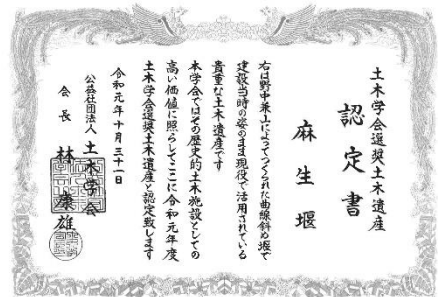 土木学会選奨土木遺産
認定書
麻生堰
右は野中兼山によってつくられた曲線斜め堰で
建設当時の姿のまま現役で活用されている
貴重な土木遺産です
本学会ではその歴史的土木施設としての
高い価値に照らしてここに令和元年度
土木学会選奨土木遺産と認定致します
令和元年十月二十一日
公益社団法人 土木学会
会長 林康雄